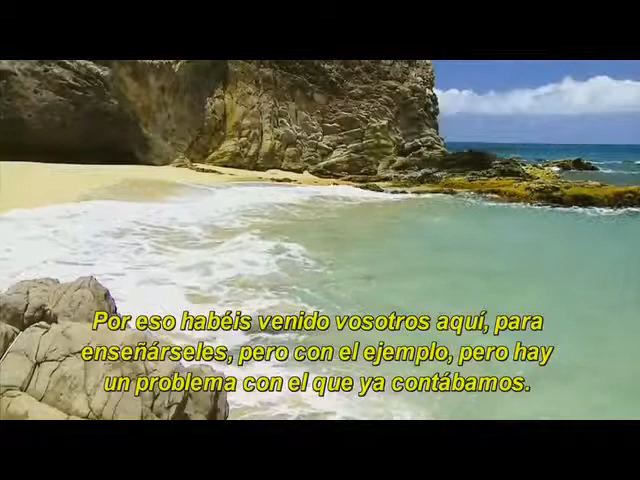 Por eso habéis venido vosotros aquí, para
enseñárseles, pero con el ejemplo, pero hay
un problema con el que ya contábamos.